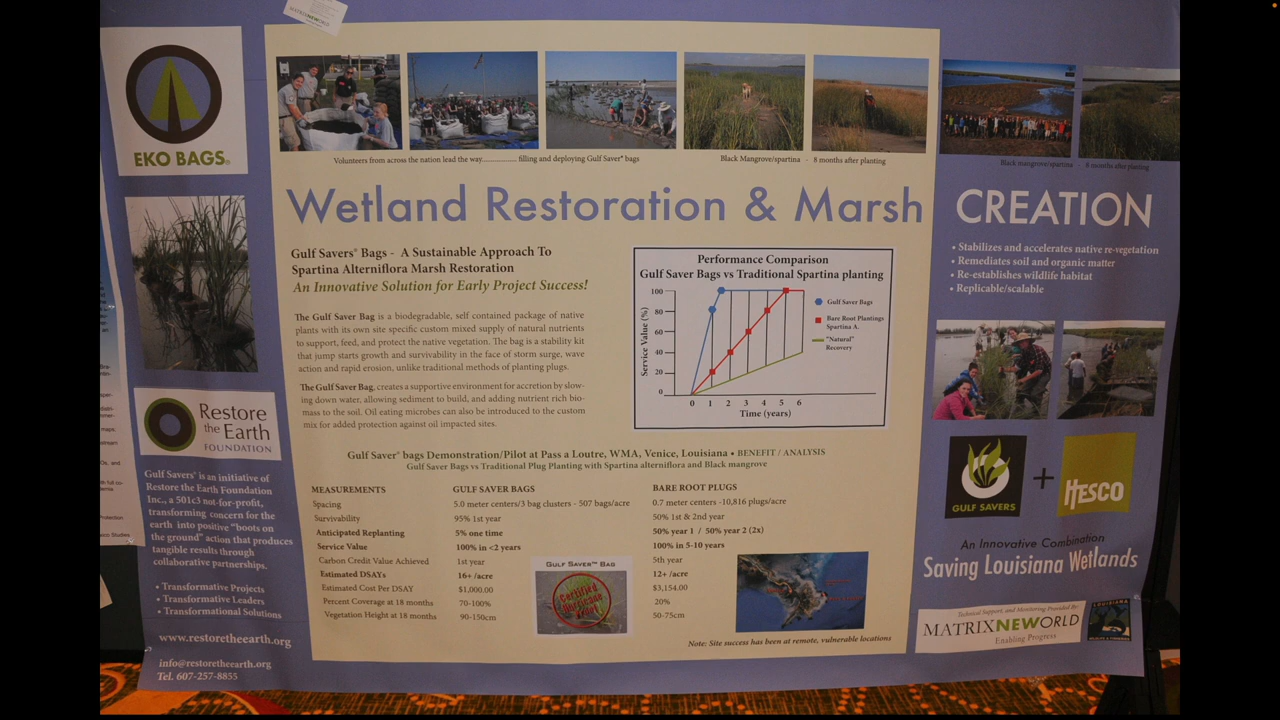 MATRIXNEWORLD
EKO BAGS®
Volunteers from across the nation lead the way................. filling and deploying Gulf Saver® bags
Black Mangrove/spartina - 8 months after planting
Black mangrove/spartina - 8 months after planting
Wetland Restoration & Marsh CREATION
Gulf Savers® Bags - A Sustainable Approach To
Spartina Alterniflora Marsh Restoration
An Innovative Solution for Early Project Success!
The Gulf Saver Bag is a biodegradable, self contained package of native
plants with its own site specific custom mixed supply of natural nutrients
to support, feed, and protect the native vegetation. The bag is a stability kit
that jump starts growth and survivability in the face of storm surge, wave
action and rapid erosion, unlike traditional methods of planting plugs.
The Gulf Saver Bag, creates a supportive environment for accretion by slow-
ing down water, allowing sediment to build, and adding nutrient rich bio-
mass to the soil. Oil eating microbes can also be introduced to the custom
mix for added protection against oil impacted sites.
Performance Comparison
Gulf Saver Bags vs Traditional Spartina planting
Service Value (%)
100
80
60
40
20
0
0 1 2 3 4 5 6
Time (years)
Gulf Saver Bags
Bare Root Plantings
Spartina A.
"Natural"
Recovery
• Stabilizes and accelerates native re-vegetation
• Remediates soil and organic matter
• Re-establishes wildlife habitat
• Replicable/scalable
Gulf Saver® bags Demonstration/Pilot at Pass a Loutre, WMA, Venice, Louisiana • BENEFIT / ANALYSIS
Gulf Saver Bags vs Traditional Plug Planting with Spartina alterniflora and Black mangrove
MEASUREMENTS GULF SAVER BAGS BARE ROOT PLUGS
Spacing 5.0 meter centers/3 bag clusters - 507 bags/acre 0.7 meter centers -10,816 plugs/acre
Survivability 95% 1st year 50% 1st & 2nd year
Anticipated Replanting 5% one time 50% year 1 / 50% year 2 (2x)
Service Value 100% in <2 years 100% in 5-10 years
Carbon Credit Value Achieved 1st year 5th year
Estimated DSAYs 16+ /acre 12+ /acre
Estimated Cost Per DSAY $1,000.00 $3,154.00
Percent Coverage at 18 months 70-100% 20%
Vegetation Height at 18 months 90-150cm 50-75cm
GULF SAVER™ BAG
Certified
Hurricane
Proof!
Note: Site success has been at remote, vulnerable locations
Restore
the Earth
FOUNDATION
Gulf Savers® is an initiative of
Restore the Earth Foundation
Inc., a 501c3 not-for-profit,
transforming concern for the
earth into positive "boots on
the ground" action that produces
tangible results through
collaborative partnerships.
• Transformative Projects
• Transformative Leaders
• Transformational Solutions
www.restoretheearth.org
info@restoretheearth.org
Tel. 607-257-8855
GULF SAVERS
+
HESCO
An Innovative Combination
Saving Louisiana Wetlands
Technical Support and Monitoring Provided By:
MATRIXNEWORLD
Enabling Progress
LOUISIANA
WILDLIFE & FISHERIES